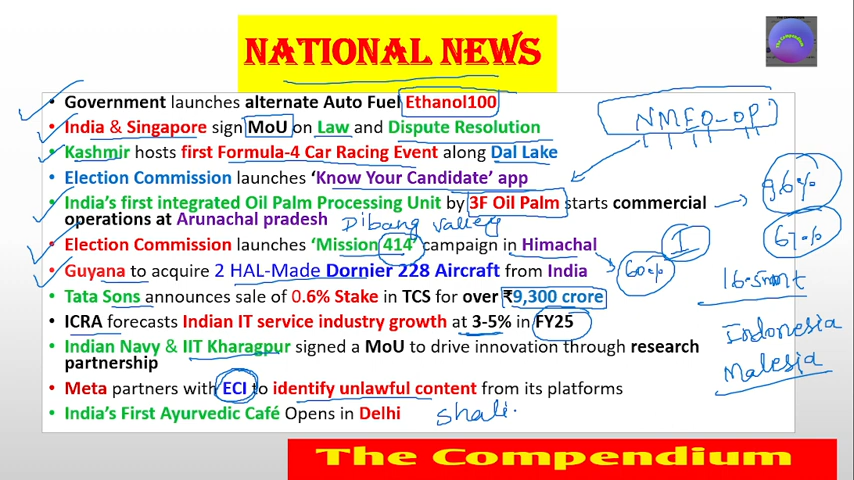 The Compendium
NATIONAL NEWS
• Government launches alternate Auto Fuel Ethanol100
• India & Singapore sign MoU on Law and Dispute Resolution
• Kashmir hosts first Formula-4 Car Racing Event along Dal Lake
• Election Commission launches ‘Know Your Candidate’ app
• India’s first integrated Oil Palm Processing Unit by 3F Oil Palm starts commercial
operations at Arunachal pradesh
• Election Commission launches ‘Mission 414’ campaign in Himachal
• Guyana to acquire 2 HAL-Made Dornier 228 Aircraft from India
• Tata Sons announces sale of 0.6% Stake in TCS for over ₹9,300 crore
• ICRA forecasts Indian IT service industry growth at 3-5% in FY25
• Indian Navy & IIT Kharagpur signed a MoU to drive innovation through research
partnership
• Meta partners with ECI to identify unlawful content from its platforms
• India’s First Ayurvedic Café Opens in Delhi
NMEO-OP
Dibang valley
I
60%
9.6%
67%
Indonesia
Malesia
shali
The Compendium